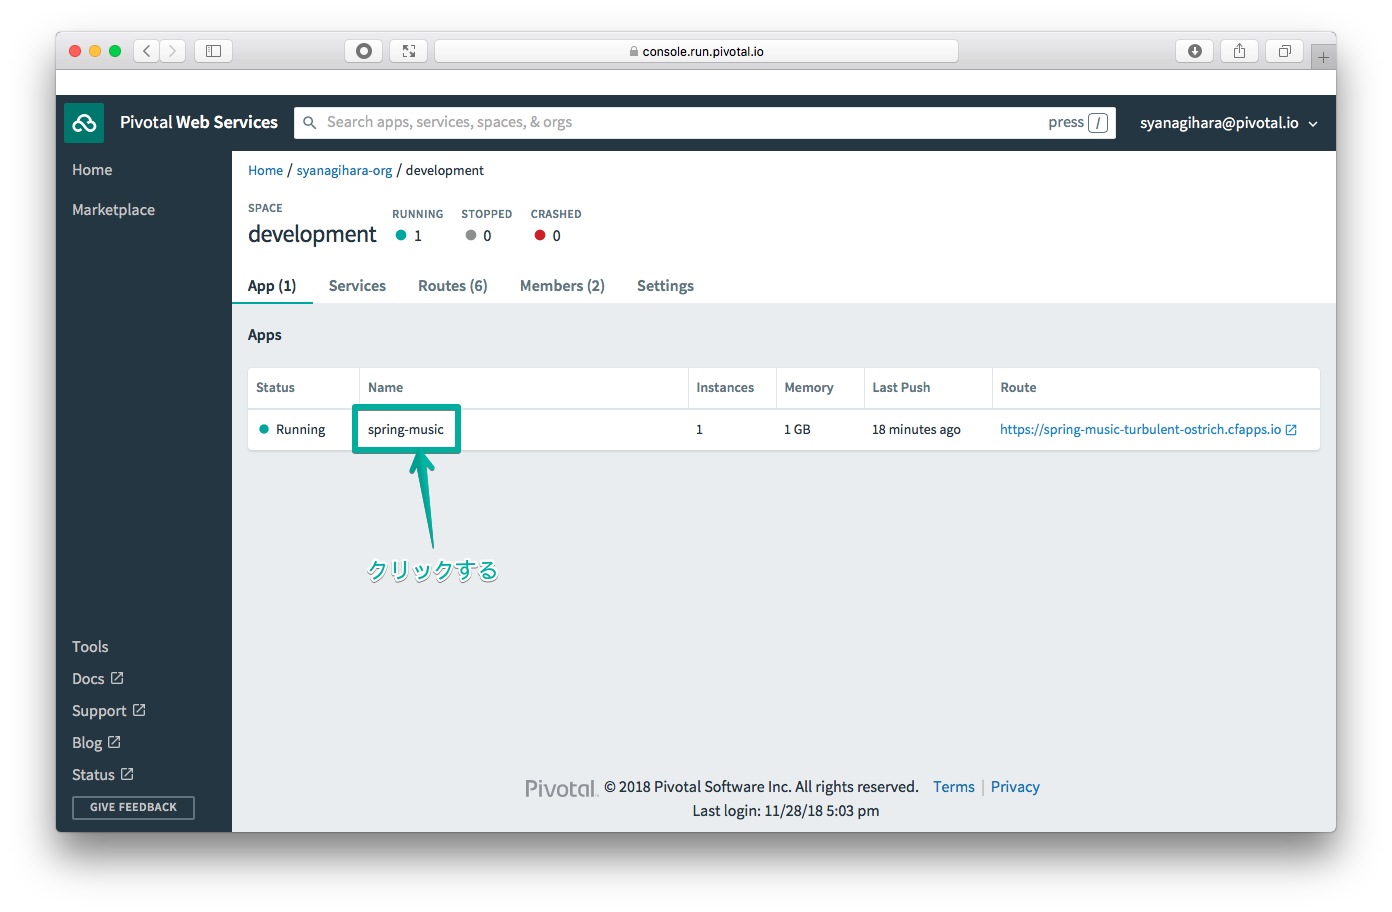 console.run.pivotal.io
Pivotal Web Services
Search apps, services, spaces, & orgs
press /
syanagihara@pivotal.io
Home
Marketplace
Home / syanagihara-org / development
SPACE
development
RUNNING
1
STOPPED
0
CRASHED
0
App (1)
Services
Routes (6)
Members (2)
Settings
Apps
Status
Name
Instances
Memory
Last Push
Route
Running
spring-music
1
1 GB
18 minutes ago
https://spring-music-turbulent-ostrich.cfapps.io
クリックする
Tools
Docs
Support
Blog
Status
GIVE FEEDBACK
Pivotal. © 2018 Pivotal Software Inc. All rights reserved. Terms | Privacy
Last login: 11/28/18 5:03 pm